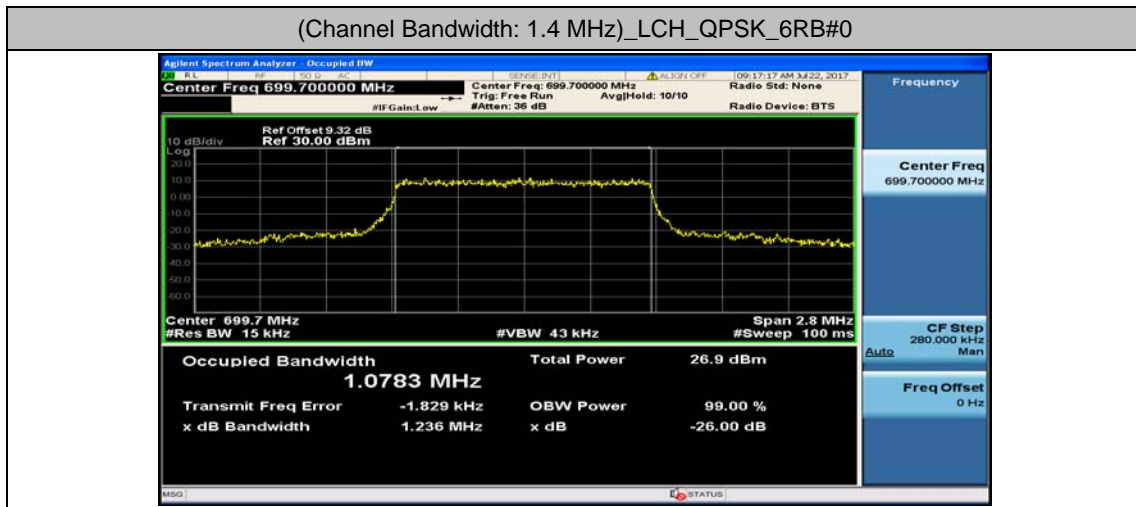 (Channel Bandwidth: 1.4 MHz)_LCH_QPSK_6RB#0
Agilent Spectrum Analyzer - Occupied BW
RL RF 50 Ω AC SENSE:INT ALIGN OFF 09:17:17 AM Jul 22, 2017
Center Freq 699.700000 MHz
Center Freq: 699.700000 MHz
Radio Std: None
Trig: Free Run Avg|Hold: 10/10
#IFGain:Low #Atten: 36 dB Radio Device: BTS
Ref Offset 9.32 dB
10 dB/div Ref 30.00 dBm
Log
20.0
10.0
0.00
-10.0
-20.0
-30.0
-40.0
-50.0
-60.0
Center 699.7 MHz Span 2.8 MHz
#Res BW 15 kHz #VBW 43 kHz #Sweep 100 ms
Occupied Bandwidth Total Power 26.9 dBm
1.0783 MHz
Transmit Freq Error -1.829 kHz OBW Power 99.00 %
x dB Bandwidth 1.236 MHz x dB -26.00 dB
MSG STATUS
Frequency
Center Freq
699.700000 MHz
CF Step
280.000 kHz
Auto Man
Freq Offset
0 Hz